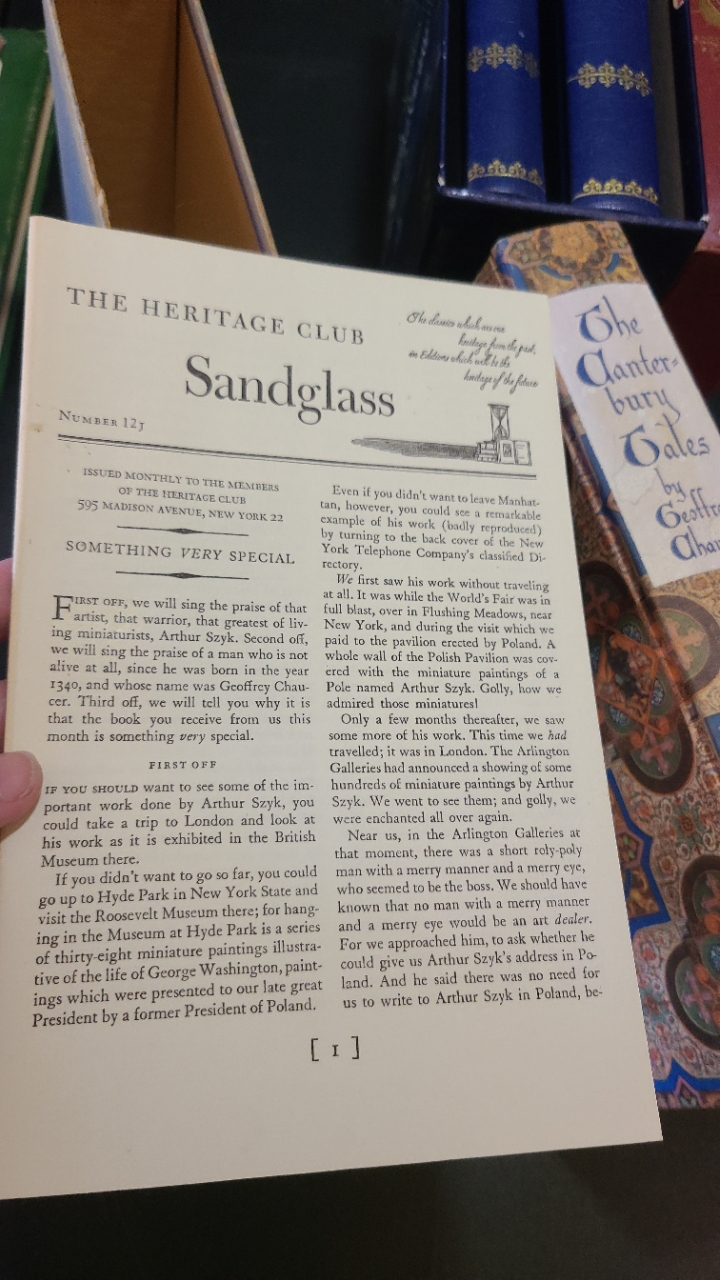 THE HERITAGE CLUB
The classics which are our
heritage from the past,
in Editions which will be the
heritage of the future
Sandglass
NUMBER 12J
ISSUED MONTHLY TO THE MEMBERS
OF THE HERITAGE CLUB
595 MADISON AVENUE, NEW YORK 22
SOMETHING VERY SPECIAL
FIRST OFF, we will sing the praise of that
artist, that warrior, that greatest of liv-
ing miniaturists, Arthur Szyk. Second off,
we will sing the praise of a man who is not
alive at all, since he was born in the year
1340, and whose name was Geoffrey Chau-
cer. Third off, we will tell you why it is
that the book you receive from us this
month is something very special.
FIRST OFF
IF YOU SHOULD want to see some of the im-
portant work done by Arthur Szyk, you
could take a trip to London and look at
his work as it is exhibited in the British
Museum there.
If you didn't want to go so far, you could
go up to Hyde Park in New York State and
visit the Roosevelt Museum there; for hang-
ing in the Museum at Hyde Park is a series
of thirty-eight miniature paintings illustra-
tive of the life of George Washington, paint-
ings which were presented to our late great
President by a former President of Poland.
Even if you didn't want to leave Manhat-
tan, however, you could see a remarkable
example of his work (badly reproduced)
by turning to the back cover of the New
York Telephone Company's classified Di-
rectory.
We first saw his work without traveling
at all. It was while the World's Fair was in
full blast, over in Flushing Meadows, near
New York, and during the visit which we
paid to the pavilion erected by Poland. A
whole wall of the Polish Pavilion was cov-
ered with the miniature paintings of a
Pole named Arthur Szyk. Golly, how we
admired those miniatures!
Only a few months thereafter, we saw
some more of his work. This time we had
travelled; it was in London. The Arlington
Galleries had announced a showing of some
hundreds of miniature paintings by Arthur
Szyk. We went to see them; and golly, we
were enchanted all over again.
Near us, in the Arlington Galleries at
that moment, there was a short roly-poly
man with a merry manner and a merry eye,
who seemed to be the boss. We should have
known that no man with a merry manner
and a merry eye would be an art dealer.
For we approached him, to ask whether he
could give us Arthur Szyk's address in Po-
land. And he said there was no need for
us to write to Arthur Szyk in Poland, be-
[ 1 ]
The
Canter-
bury
Tales
by
Geoffre
Chau